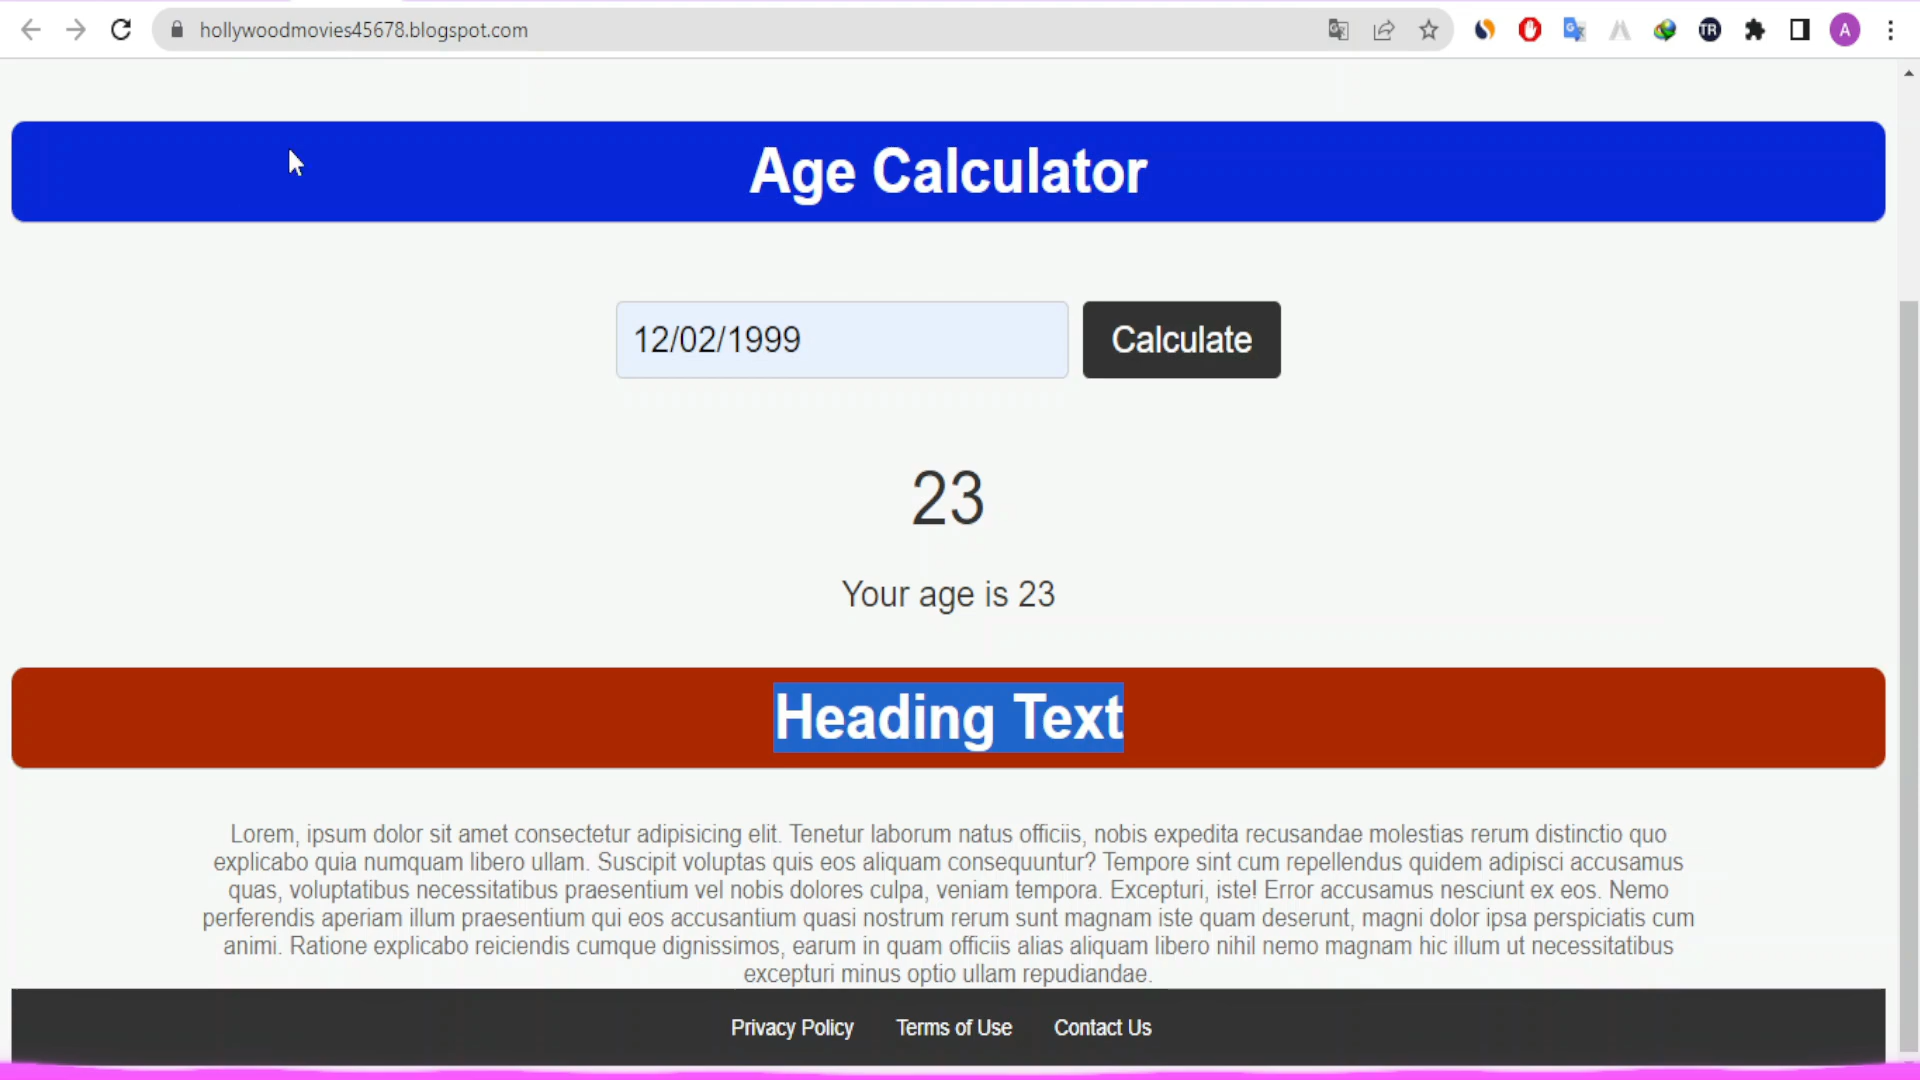 hollywoodmovies45678.blogspot.com
TR
A
Age Calculator
12/02/1999
Calculate
23
Your age is 23
Heading Text
Lorem, ipsum dolor sit amet consectetur adipisicing elit. Tenetur laborum natus officiis, nobis expedita recusandae molestias rerum distinctio quo
explicabo quia numquam libero ullam. Suscipit voluptas quis eos aliquam consequuntur? Tempore sint cum repellendus quidem adipisci accusamus
quas, voluptatibus necessitatibus praesentium vel nobis dolores culpa, veniam tempora. Excepturi, iste! Error accusamus nesciunt ex eos. Nemo
perferendis aperiam illum praesentium qui eos accusantium quasi nostrum rerum sunt magnam iste quam deserunt, magni dolor ipsa perspiciatis cum
animi. Ratione explicabo reiciendis cumque dignissimos, earum in quam officiis alias aliquam libero nihil nemo magnam hic illum ut necessitatibus
excepturi minus optio ullam repudiandae.
Privacy Policy
Terms of Use
Contact Us